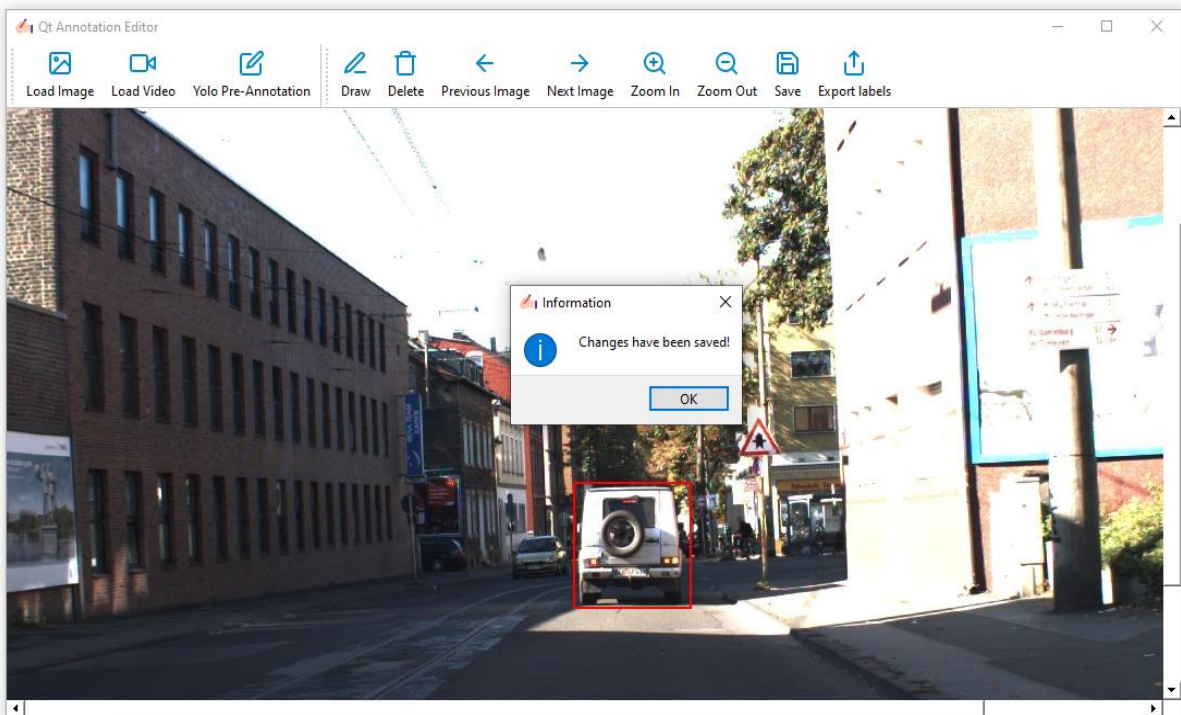 Qt Annotation Editor
Load Image Load Video Yolo Pre-Annotation Draw Delete Previous Image Next Image Zoom In Zoom Out Save Export labels
Information
Changes have been saved!
OK